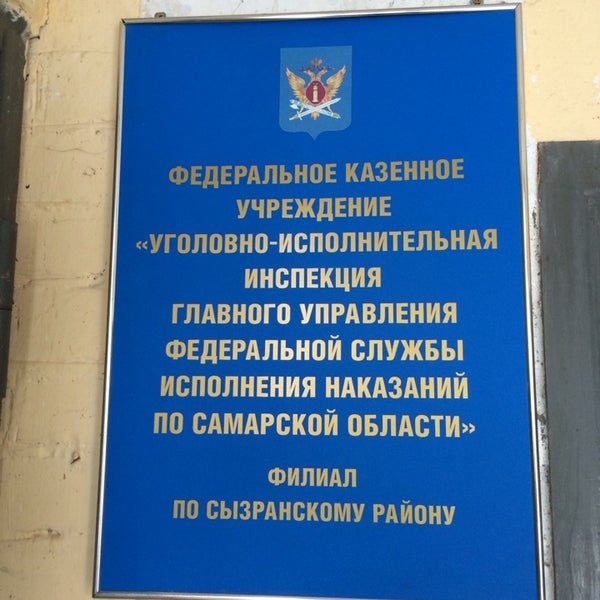 ФЕДЕРАЛЬНОЕ КАЗЕННОЕ
УЧРЕЖДЕНИЕ
«УГОЛОВНО-ИСПОЛНИТЕЛЬНАЯ
ИНСПЕКЦИЯ
ГЛАВНОГО УПРАВЛЕНИЯ
ФЕДЕРАЛЬНОЙ СЛУЖБЫ
ИСПОЛНЕНИЯ НАКАЗАНИЙ
ПО САМАРСКОЙ ОБЛАСТИ»
ФИЛИАЛ
ПО СЫЗРАНСКОМУ РАЙОНУ